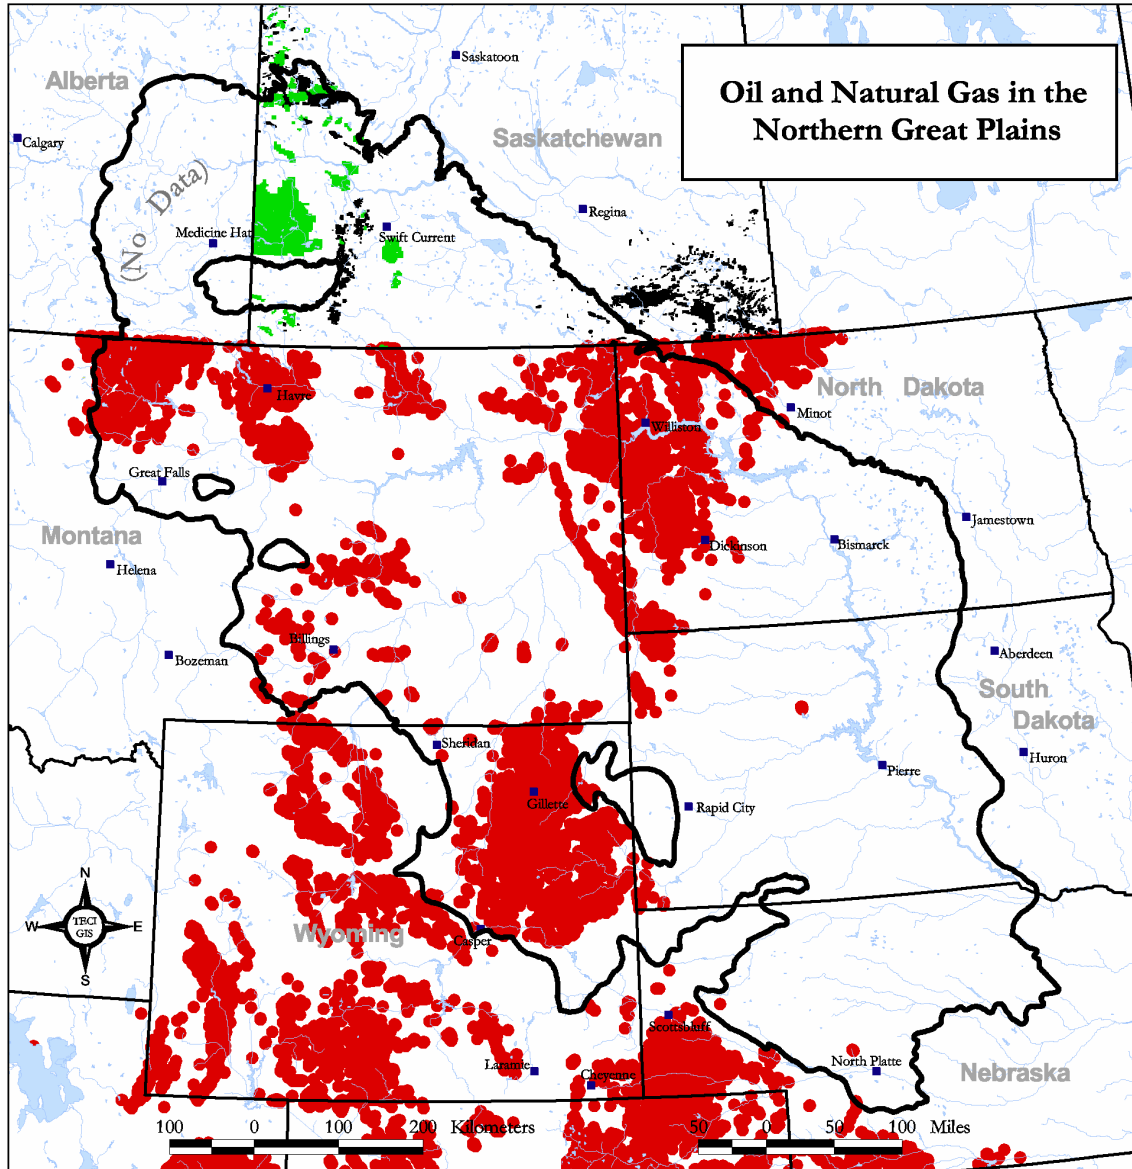 Saskatoon
Alberta
Oil and Natural Gas in the
Northern Great Plains
Calgary
Saskatchewan
(No Data)
Regina
Medicine Hat
Swift Current
North Dakota
Havre
Minot
Williston
Great Falls
Jamestown
Montana
Dickinson
Bismarck
Helena
Billings
Bozeman
Aberdeen
South
Dakota
Sheridan
Huron
Pierre
Gillette
Rapid City
N
TECI
GIS
W
E
S
Wyoming
Casper
Scottsbluff
Laramie
Cheyenne
North Platte
Nebraska
100 0 100 200 Kilometers
50 0 50 100 Miles